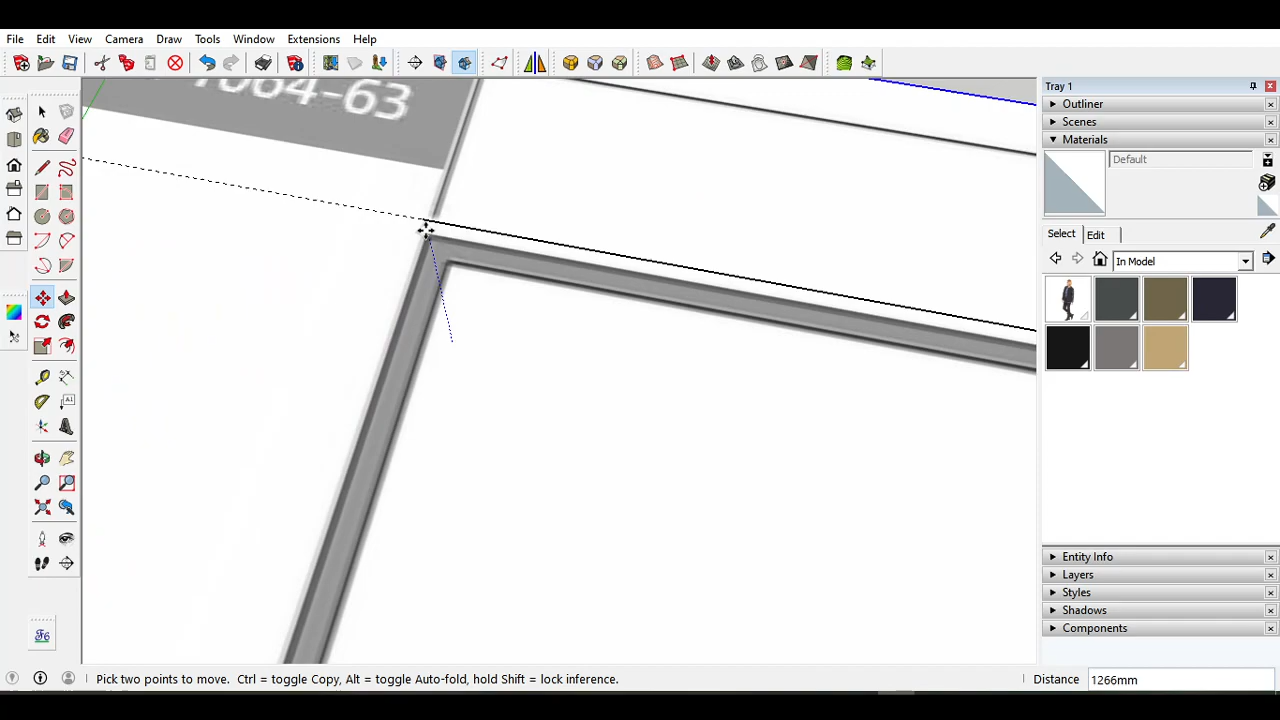 File Edit View Camera Draw Tools Window Extensions Help
Tray 1
Outliner
Scenes
Materials
Default
Select Edit
In Model
Entity Info
Layers
Styles
Shadows
Components
A1
1064-63
Pick two points to move. Ctrl = toggle Copy, Alt = toggle Auto-fold, hold Shift = lock inference.
Distance 1266mm